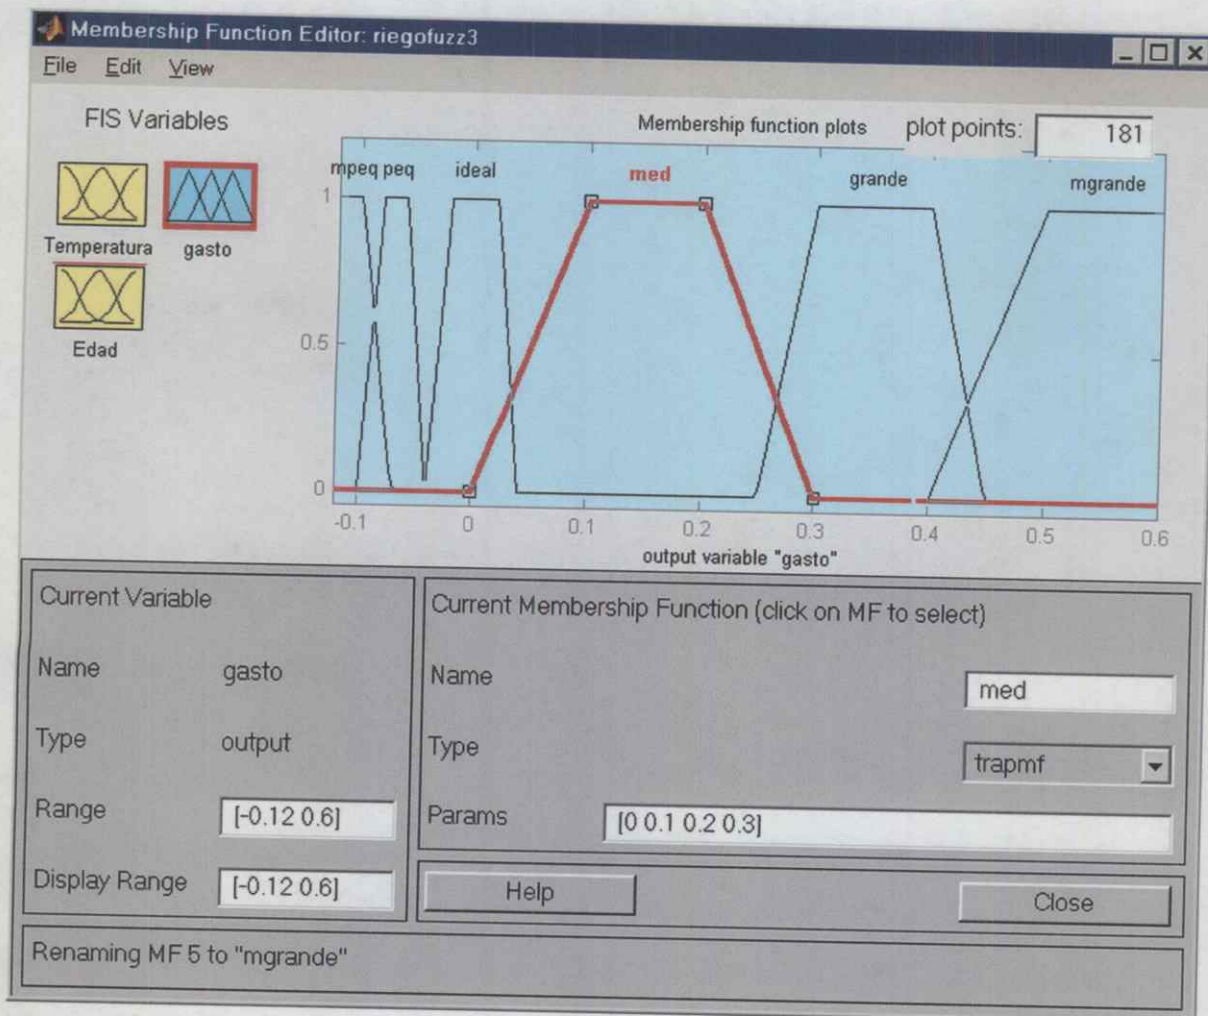 Membership Function Editor: riegofuzz3
File Edit View
FIS Variables
Membership function plots plot points: 181
mpeq peq ideal med grande mgrande
1
Temperatura gasto
0.5
Edad
0
-0.1 0 0.1 0.2 0.3 0.4 0.5 0.6
output variable "gasto"
Current Variable
Name gasto
Type output
Range [-0.12 0.6]
Display Range [-0.12 0.6]
Current Membership Function (click on MF to select)
Name med
Type trapmf
Params [0 0.1 0.2 0.3]
Help Close
Renaming MF 5 to "mgrande"